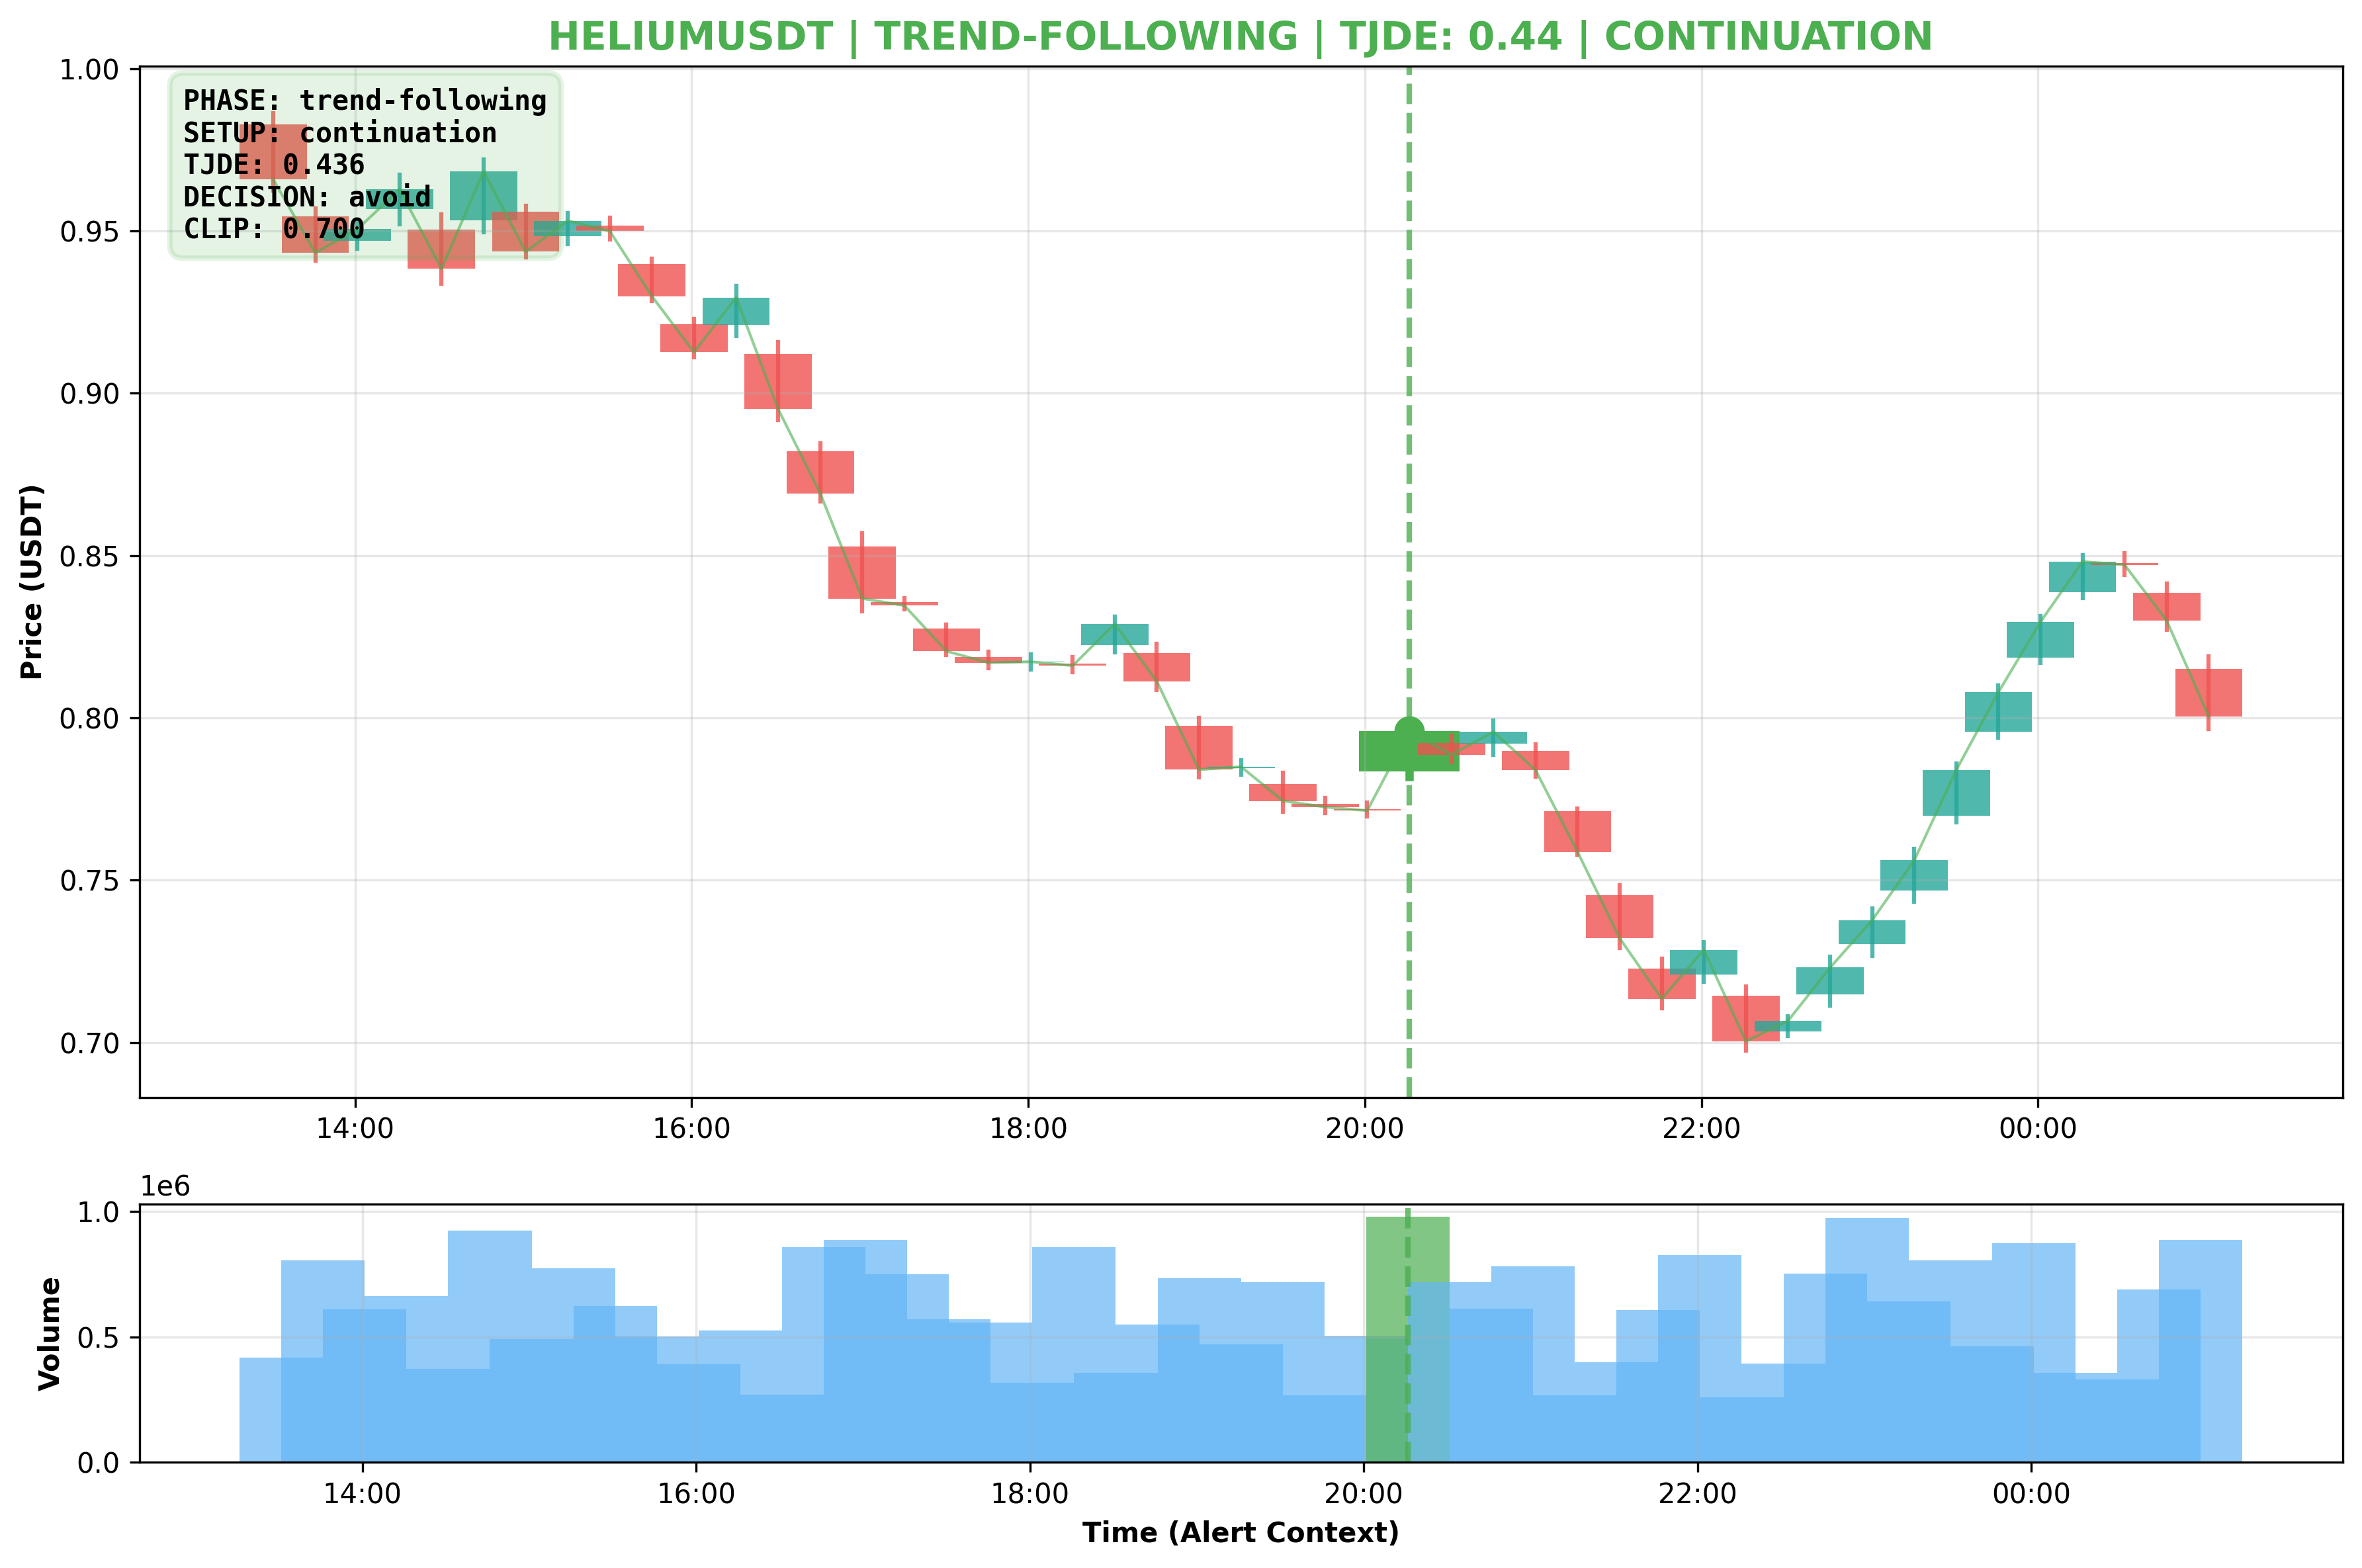 HELIUMUSDT | TREND-FOLLOWING | TJDE: 0.44 | CONTINUATION
PHASE: trend-following
SETUP: continuation
TJDE: 0.436
DECISION: avoid
CLIP: 0.700
Price (USDT)
1.00
0.95
0.90
0.85
0.80
0.75
0.70
14:00 16:00 18:00 20:00 22:00 00:00
1e6
Volume
1.0
0.5
0.0
14:00 16:00 18:00 20:00 22:00 00:00
Time (Alert Context)